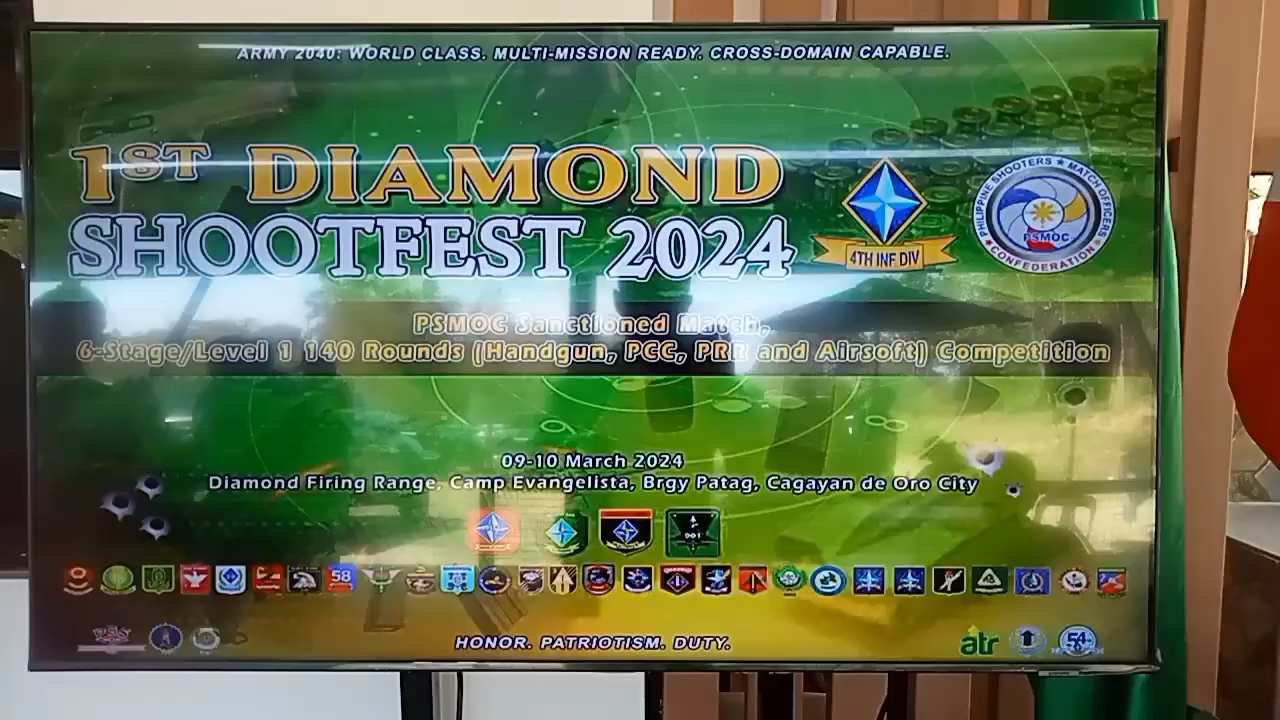 ARMY 2040: WORLD CLASS. MULTI-MISSION READY. CROSS-DOMAIN CAPABLE.
1ST DIAMOND
SHOOTFEST 2024
4TH INF DIV
PHILIPPINE SHOOTERS ★ MATCH OFFICERS ★ CONFEDERATION ★
PSMOC
PSMOC Sanctioned Match,
6-Stage/Level 1 140 Rounds (Handgun, PCC, PRR and Airsoft) Competition
09-10 March 2024
Diamond Firing Range, Camp Evangelista, Brgy Patag, Cagayan de Oro City
58
HONOR. PATRIOTISM. DUTY.
atr
54